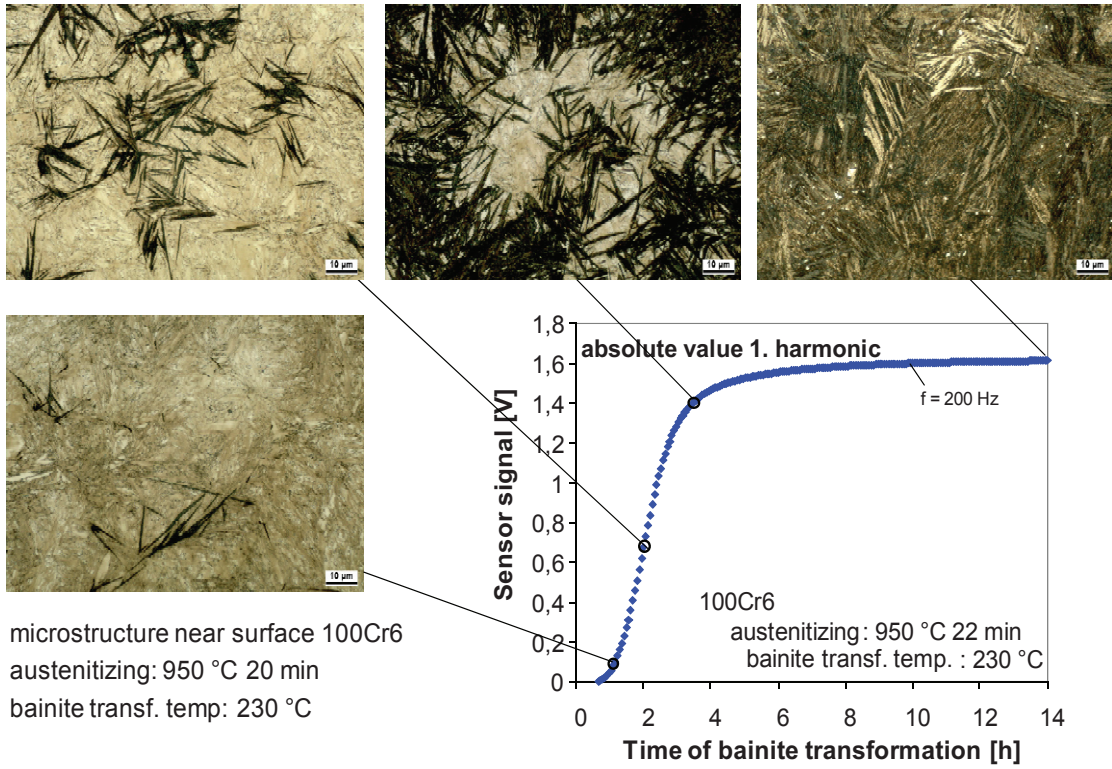 10 µm
10 µm
10 µm
10 µm
microstructure near surface 100Cr6
austenitizing: 950 °C 20 min
bainite transf. temp: 230 °C
absolute value 1. harmonic
f = 200 Hz
Sensor signal [V]
1,8
1,6
1,4
1,2
1
0,8
0,6
0,4
0,2
0
100Cr6
austenitizing: 950 °C 22 min
bainite transf. temp. : 230 °C
0 2 4 6 8 10 12 14
Time of bainite transformation [h]